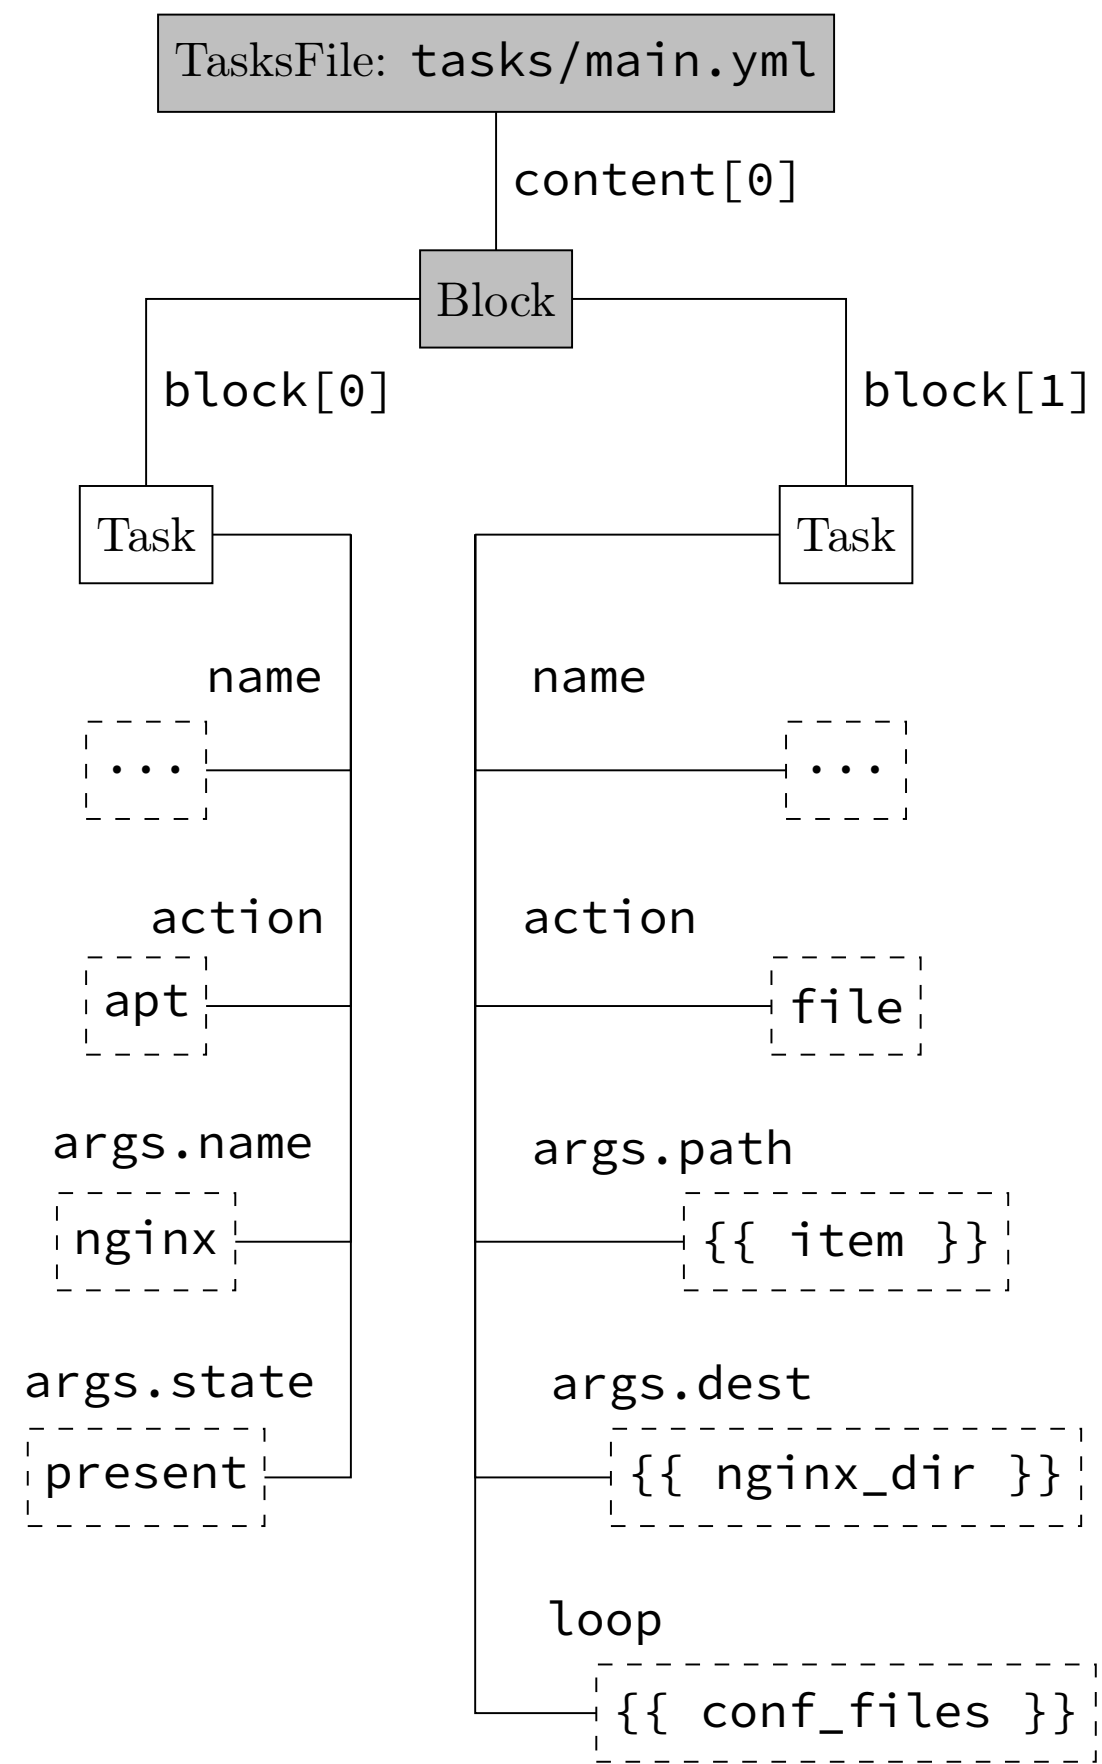 TasksFile: tasks/main.yml
content[0]
Block
block[0]
block[1]
Task
Task
name
name
...
...
action
action
apt
file
args.name
args.path
nginx
{{ item }}
args.state
args.dest
present
{{ nginx_dir }}
loop
{{ conf_files }}